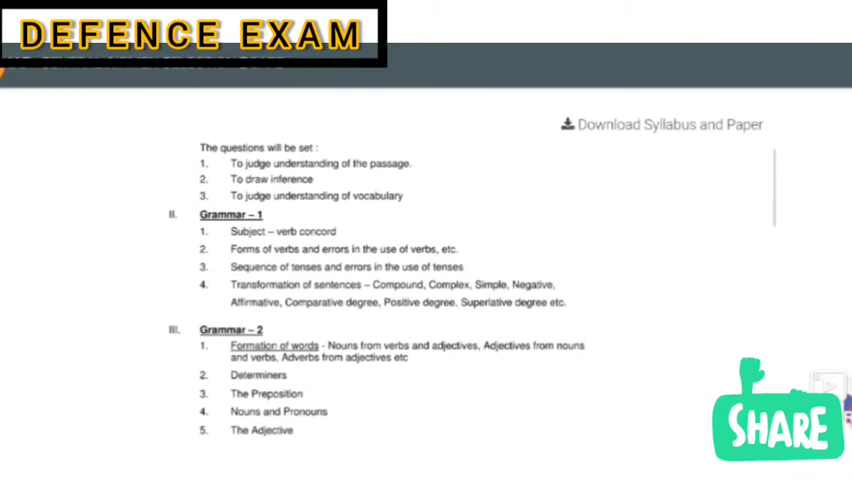 DEFENCE EXAM
Download Syllabus and Paper
The questions will be set :
1. To judge understanding of the passage.
2. To draw inference
3. To judge understanding of vocabulary
II. Grammar – 1
1. Subject – verb concord
2. Forms of verbs and errors in the use of verbs, etc.
3. Sequence of tenses and errors in the use of tenses
4. Transformation of sentences – Compound, Complex, Simple, Negative,
Affirmative, Comparative degree, Positive degree, Superlative degree etc.
III. Grammar – 2
1. Formation of words - Nouns from verbs and adjectives, Adjectives from nouns
and verbs, Adverbs from adjectives etc
2. Determiners
3. The Preposition
4. Nouns and Pronouns
5. The Adjective
SHARE